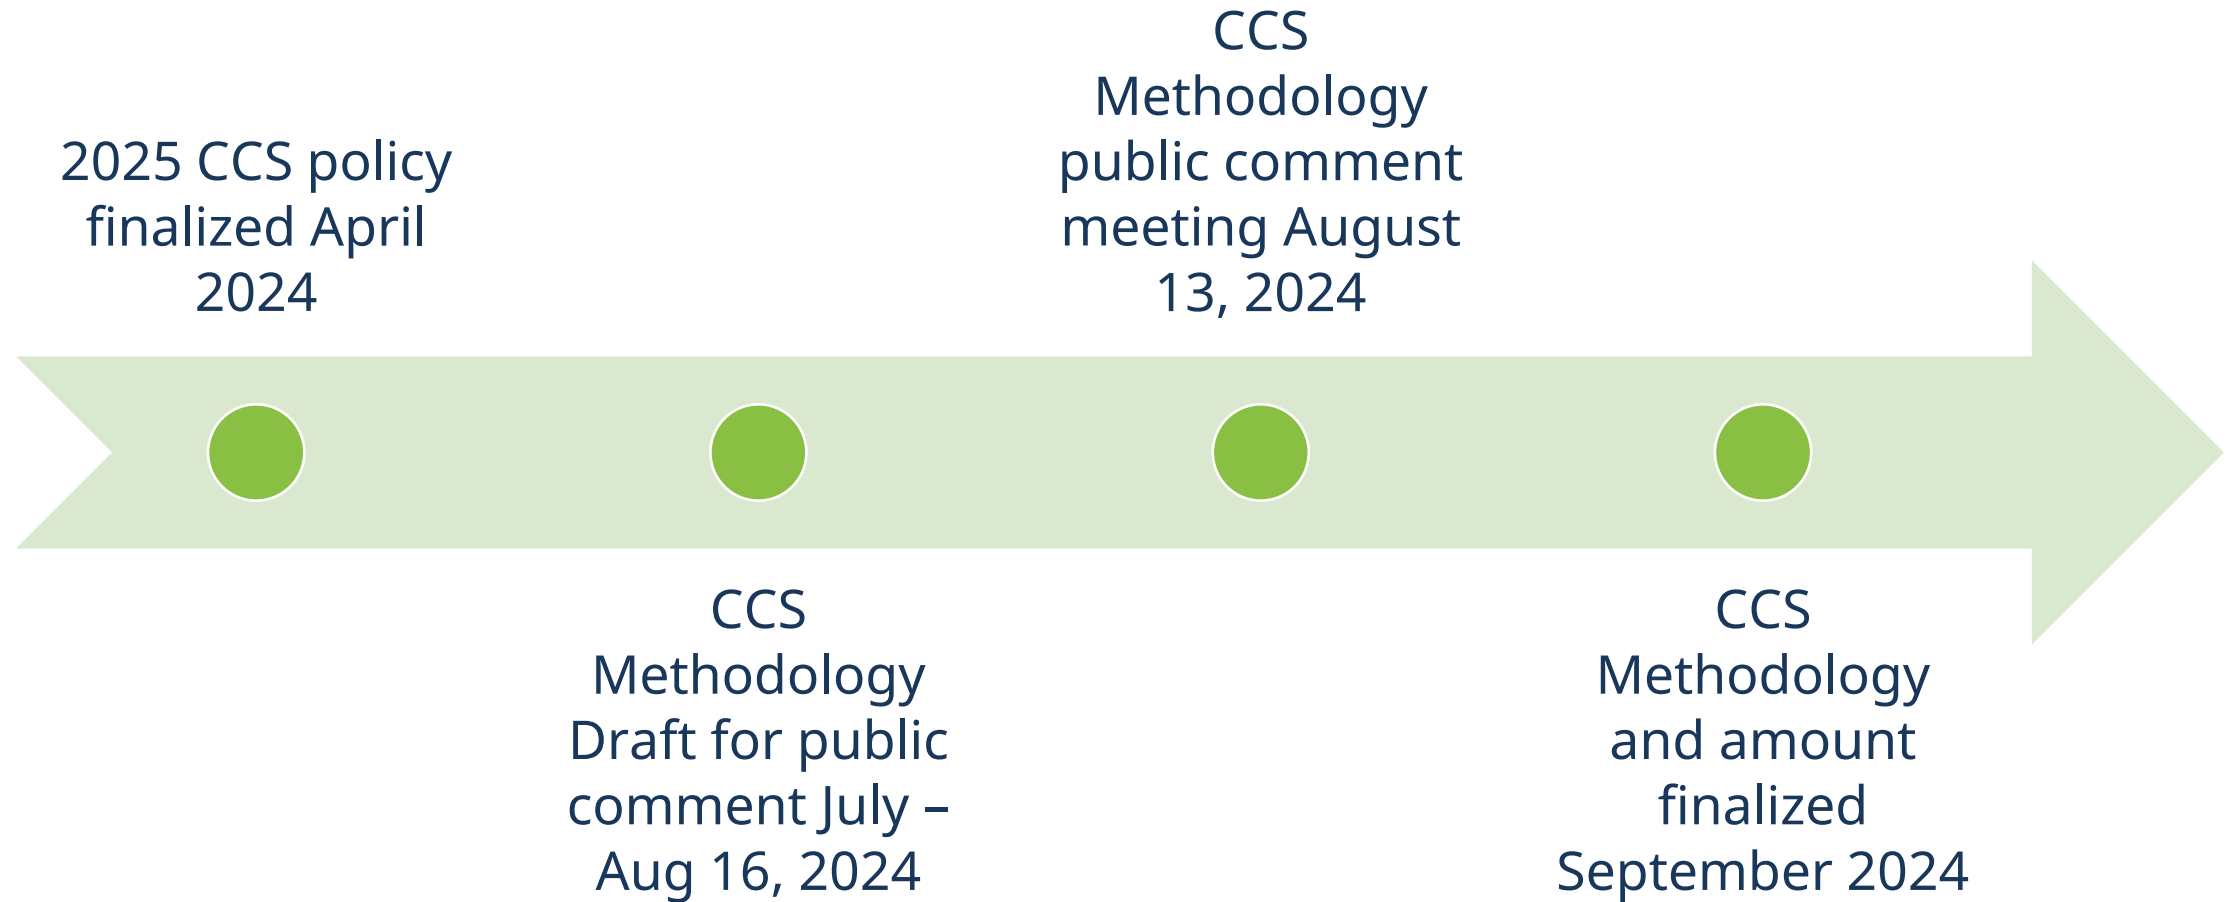 2025 CCS policy
finalized April
2024
CCS
Methodology
Draft for public
comment July –
Aug 16, 2024
CCS
Methodology
public comment
meeting August
13, 2024
CCS
Methodology
and amount
finalized
September 2024